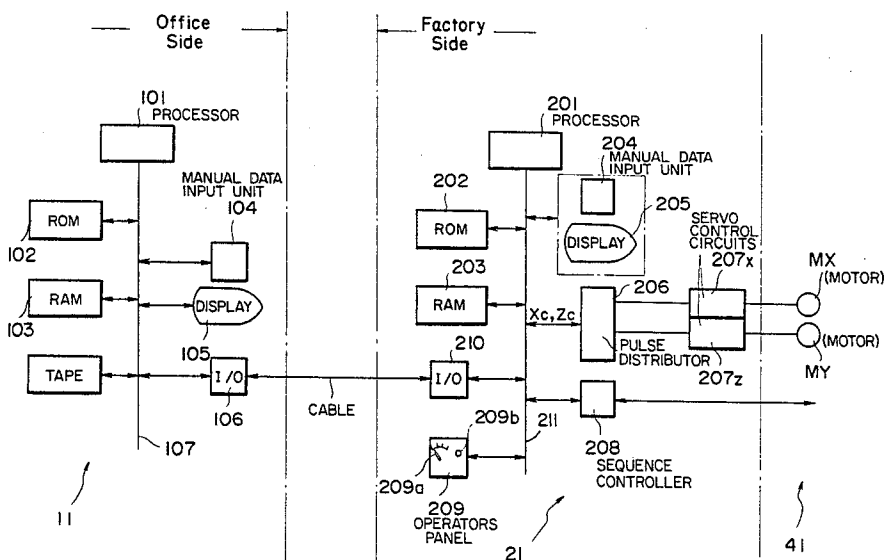 Office
Side
Factory
Side
101
PROCESSOR
201
PROCESSOR
204
MANUAL DATA
INPUT UNIT
MANUAL DATA
INPUT UNIT
104
202
ROM
ROM
102
205
DISPLAY
SERVO
CONTROL
CIRCUITS
207x
MX
(MOTOR)
203
RAM
RAM
103
DISPLAY
105
206
Xc,Zc
PULSE
DISTRIBUTOR
207z
(MOTOR)
MY
TAPE
I/O
106
CABLE
210
I/O
107
209b
209a
209
OPERATORS
PANEL
211
208
SEQUENCE
CONTROLLER
11
21
41